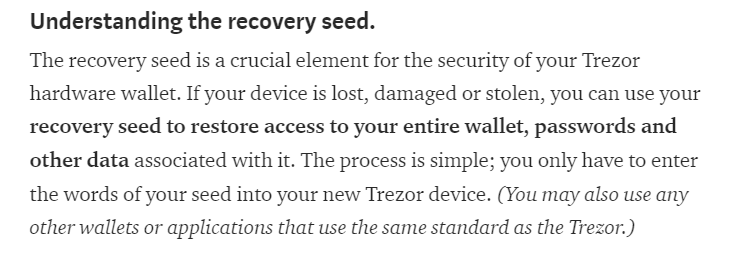 Understanding the recovery seed.
The recovery seed is a crucial element for the security of your Trezor
hardware wallet. If your device is lost, damaged or stolen, you can use your
recovery seed to restore access to your entire wallet, passwords and
other data associated with it. The process is simple; you only have to enter
the words of your seed into your new Trezor device. (You may also use any
other wallets or applications that use the same standard as the Trezor.)